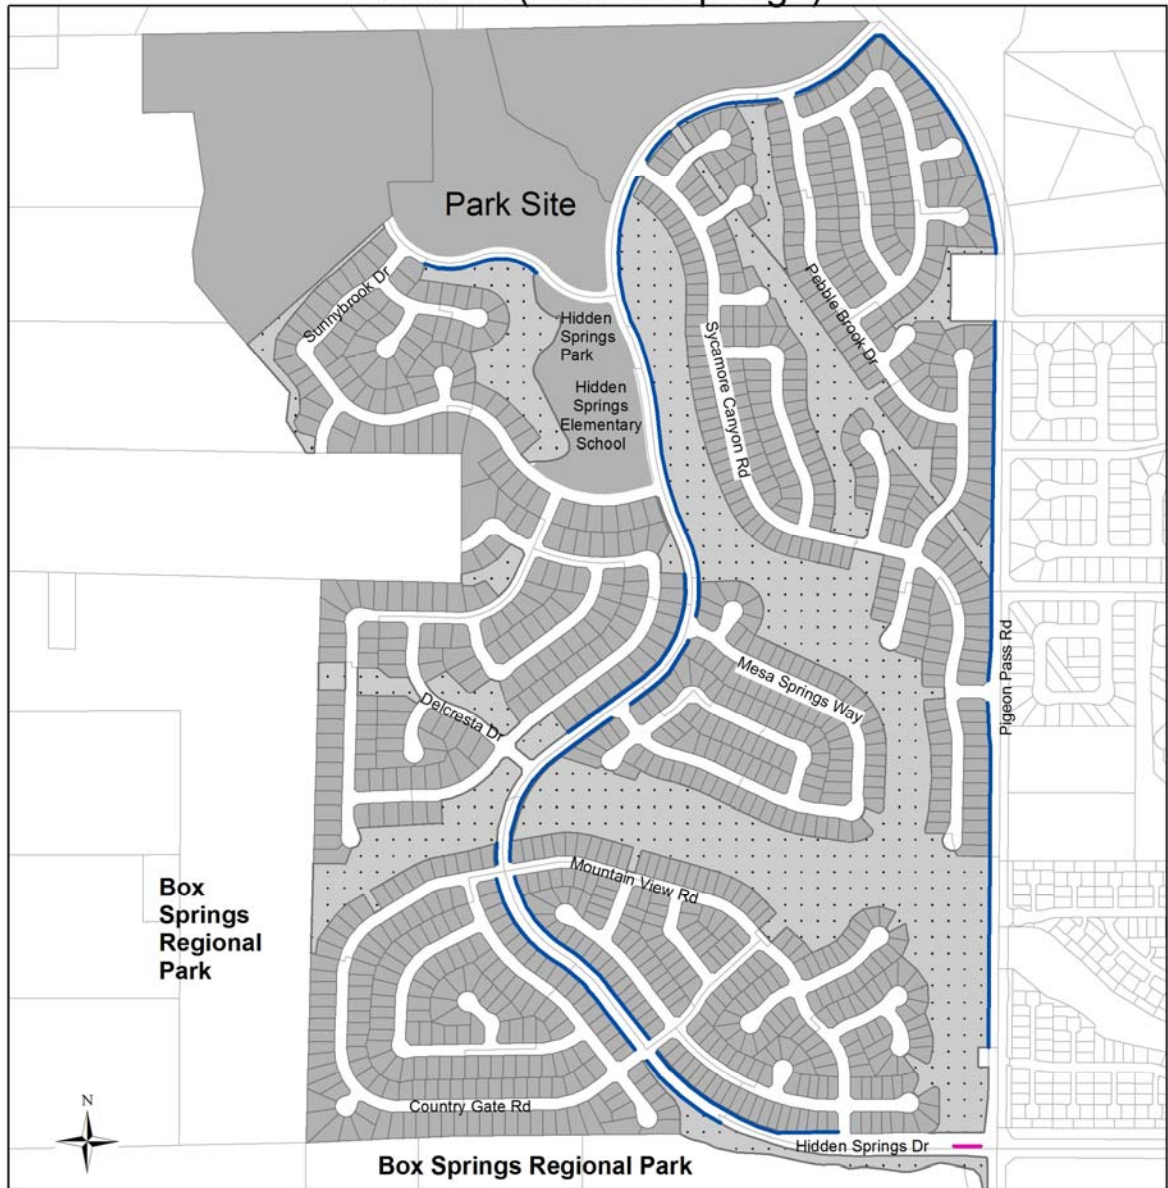 Park Site
Sunnybrook Dr
Hidden
Springs
Park
Hidden
Springs
Elementary
School
Pebble Brook Dr
Sycamore Canyon Rd
Pigeon Pass Rd
Mesa Springs Way
Delcresta Dr
Mountain View Rd
Box
Springs
Regional
Park
N
Country Gate Rd
Hidden Springs Dr
Box Springs Regional Park